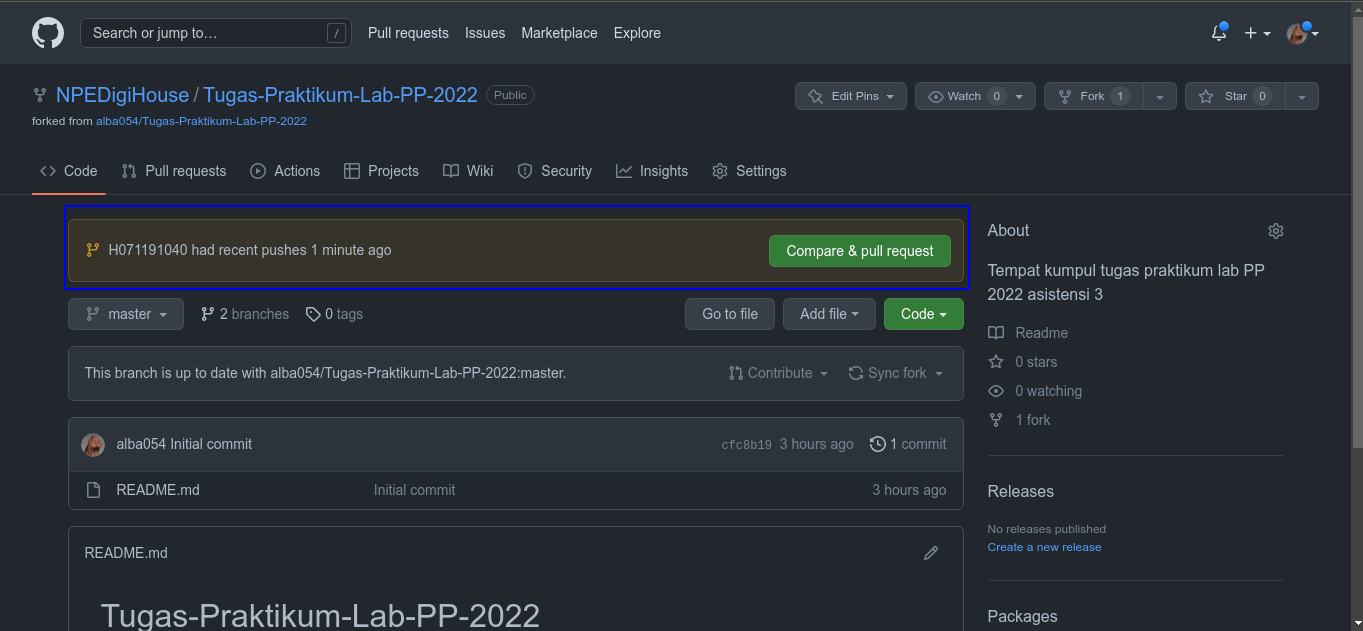 Search or jump to… /
Pull requests Issues Marketplace Explore
NPEDigiHouse / Tugas-Praktikum-Lab-PP-2022 Public
Edit Pins Watch 0 Fork 1 Star 0
forked from alba054/Tugas-Praktikum-Lab-PP-2022
Code Pull requests Actions Projects Wiki Security Insights Settings
H071191040 had recent pushes 1 minute ago Compare & pull request
master 2 branches 0 tags Go to file Add file Code
This branch is up to date with alba054/Tugas-Praktikum-Lab-PP-2022:master. Contribute Sync fork
alba054 Initial commit cfc8b19 3 hours ago 1 commit
README.md Initial commit 3 hours ago
README.md
Tugas-Praktikum-Lab-PP-2022
About
Tempat kumpul tugas praktikum lab PP
2022 asistensi 3
Readme
0 stars
0 watching
1 fork
Releases
No releases published
Create a new release
Packages